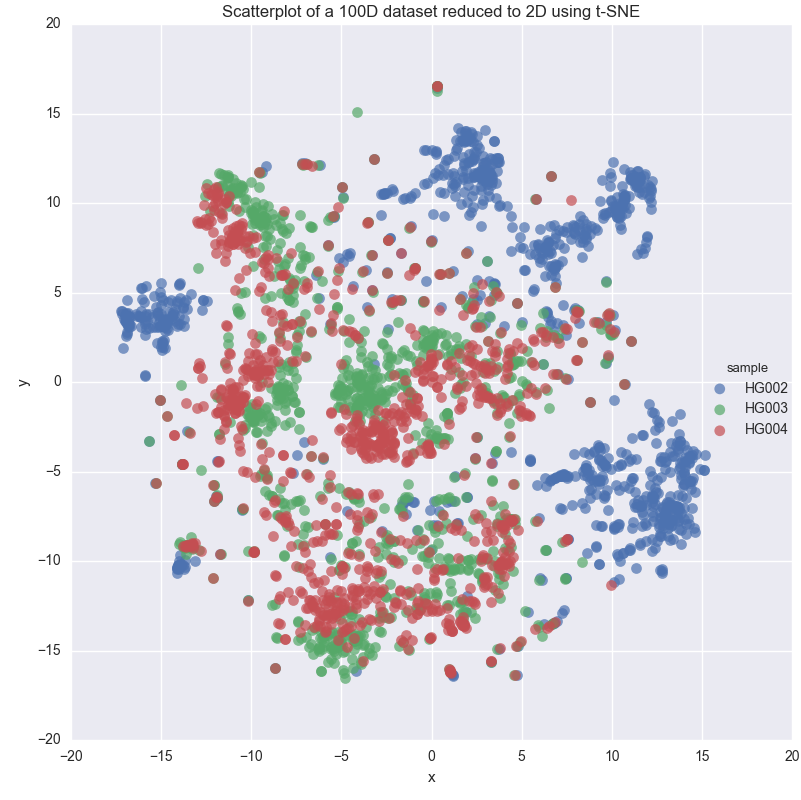 Scatterplot of a 100D dataset reduced to 2D using t-SNE
20
15
10
5
0
−5
−10
−15
−20
y
sample
HG002
HG003
HG004
−20 −15 −10 −5 0 5 10 15 20
x